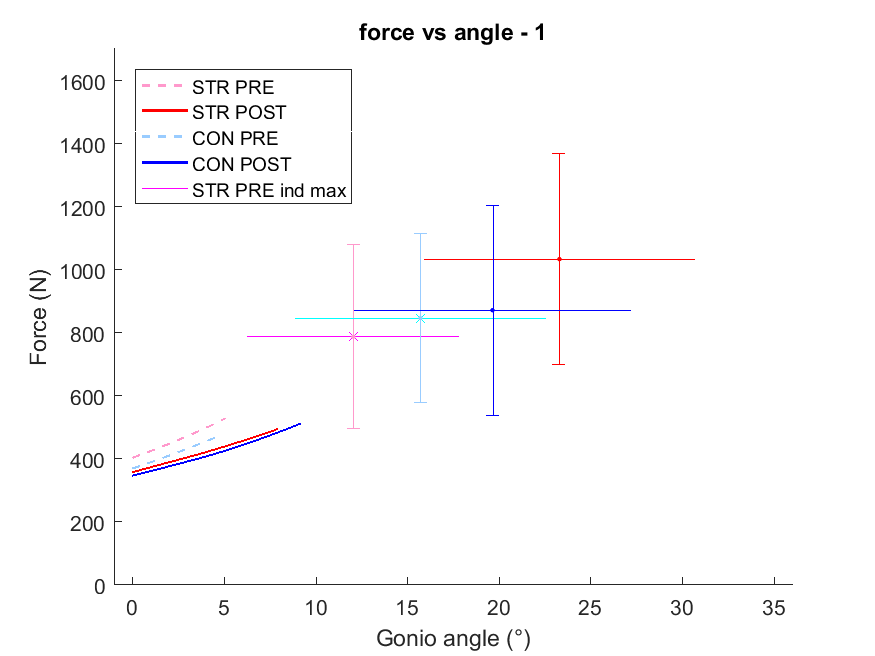 force vs angle - 1
STR PRE
STR POST
CON PRE
CON POST
STR PRE ind max
Force (N)
1600
1400
1200
1000
800
600
400
200
0
0 5 10 15 20 25 30 35
Gonio angle (°)